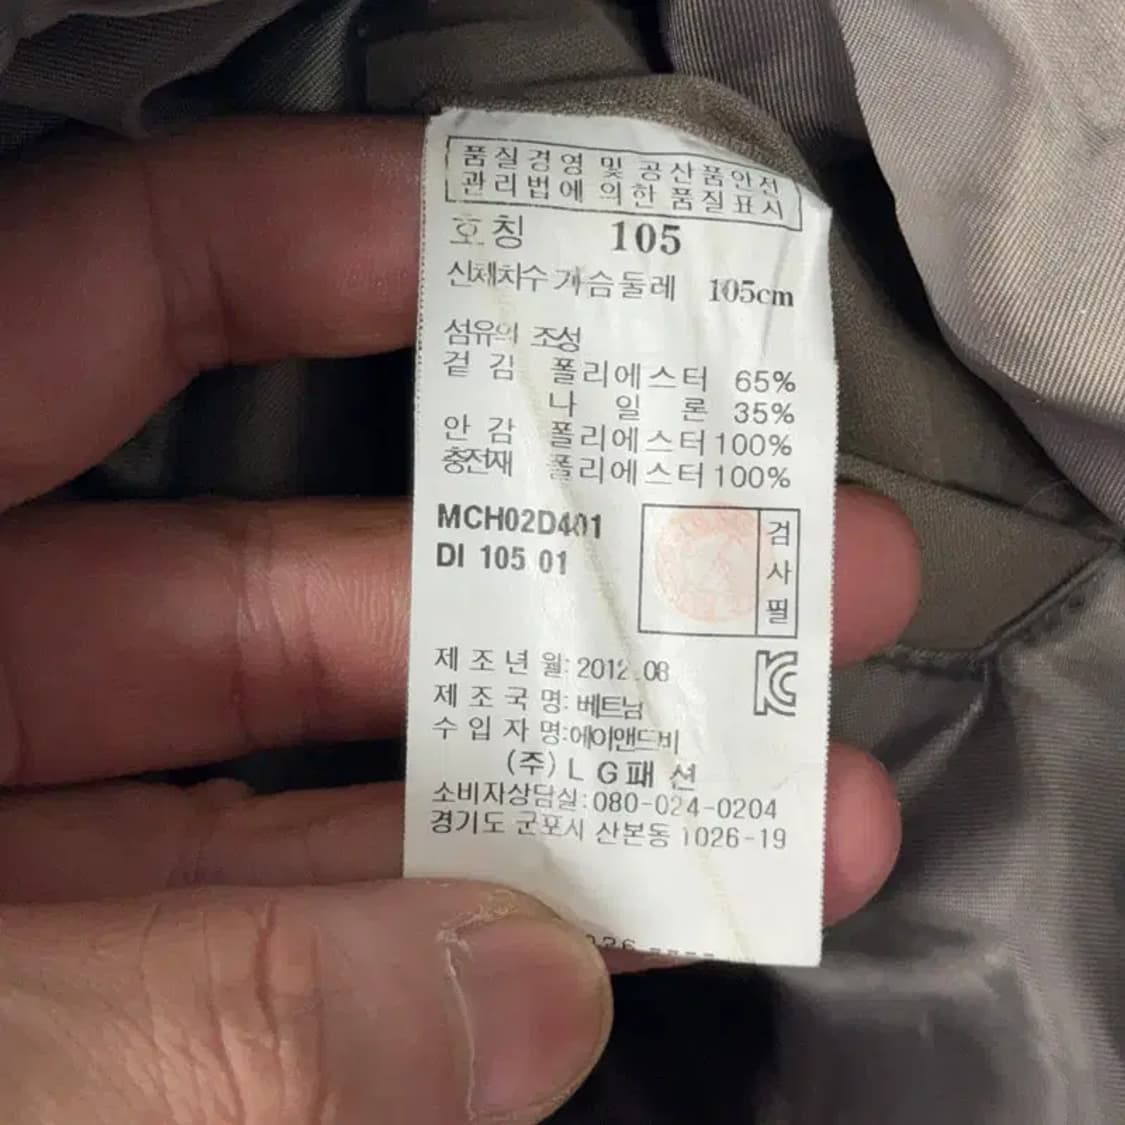 품질경영 및 공산품안전
관리법에 의한 품질표시
호칭 105
신체치수 가슴둘레 105cm
섬유의 조성
겉감 폴리에스터 65%
나일론 35%
안감 폴리에스터 100%
충전재 폴리에스터 100%
MCH02D401
DI 105 01
검사필
제조년월: 2012.08
제조국명: 베트남
수입자명: 에이앤드비
(주)LG패션
소비자상담실: 080-024-0204
경기도 군포시 산본동 1026-19